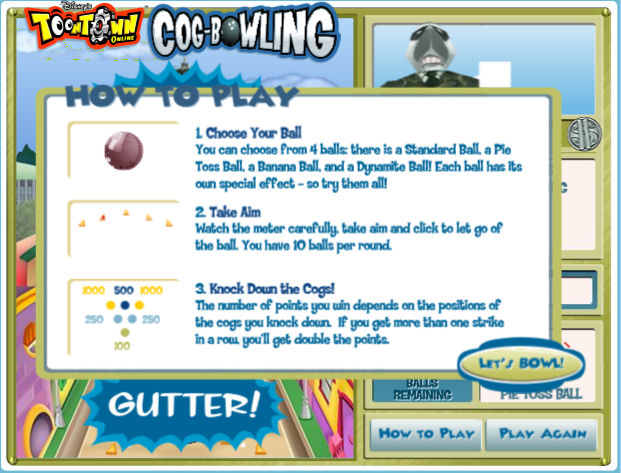 Disney's
TOONTOWN
ONLINE
COG-BOWLING
HOW TO PLAY
1. Choose Your Ball
You can choose from 4 balls: there is a Standard Ball, a Pie
Toss Ball, a Banana Ball, and a Dynamite Ball! Each ball has its
own special effect - so try them all!
2. Take Aim
Watch the meter carefully, take aim and click to let go of
the ball. You have 10 balls per round.
1000 500 1000
250 250
100
3. Knock Down the Cogs!
The number of points you win depends on the positions of
the cogs you knock down. If you get more than one strike
in a row, you'll get double the points.
LET'S BOWL!
BALLS
REMAINING
PIE TOSS BALL
GUTTER!
HOW TO PLAY
PLAY AGAIN